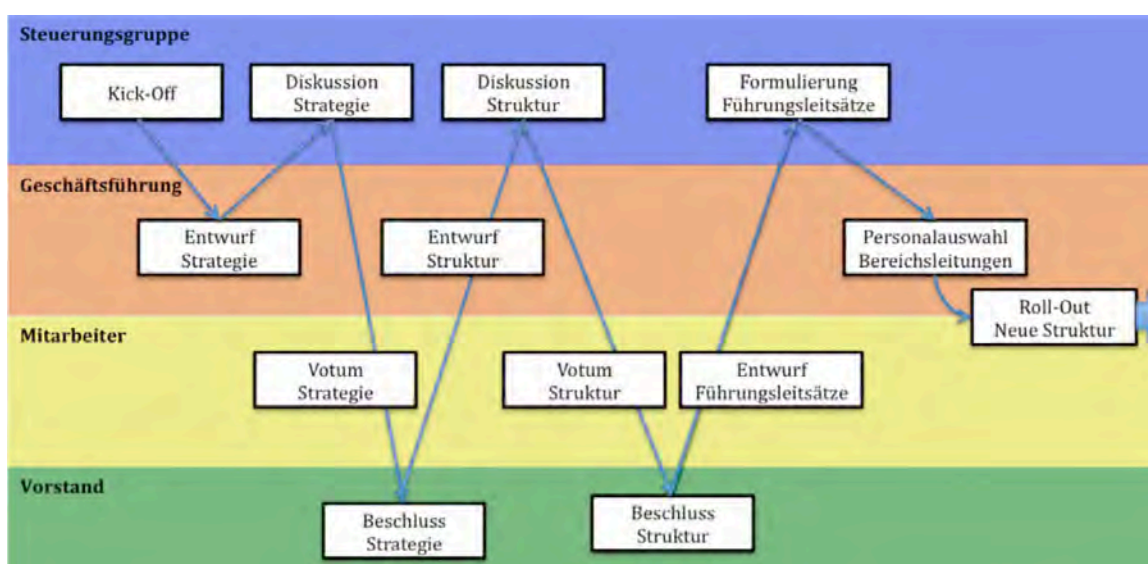 Steuerungsgruppe
Kick-Off
Diskussion
Strategie
Diskussion
Struktur
Formulierung
Führungsleitsätze
Geschäftsführung
Entwurf
Strategie
Entwurf
Struktur
Personalauswahl
Bereichsleitungen
Roll-Out
Neue Struktur
Mitarbeiter
Votum
Strategie
Votum
Struktur
Entwurf
Führungsleitsätze
Vorstand
Beschluss
Strategie
Beschluss
Struktur